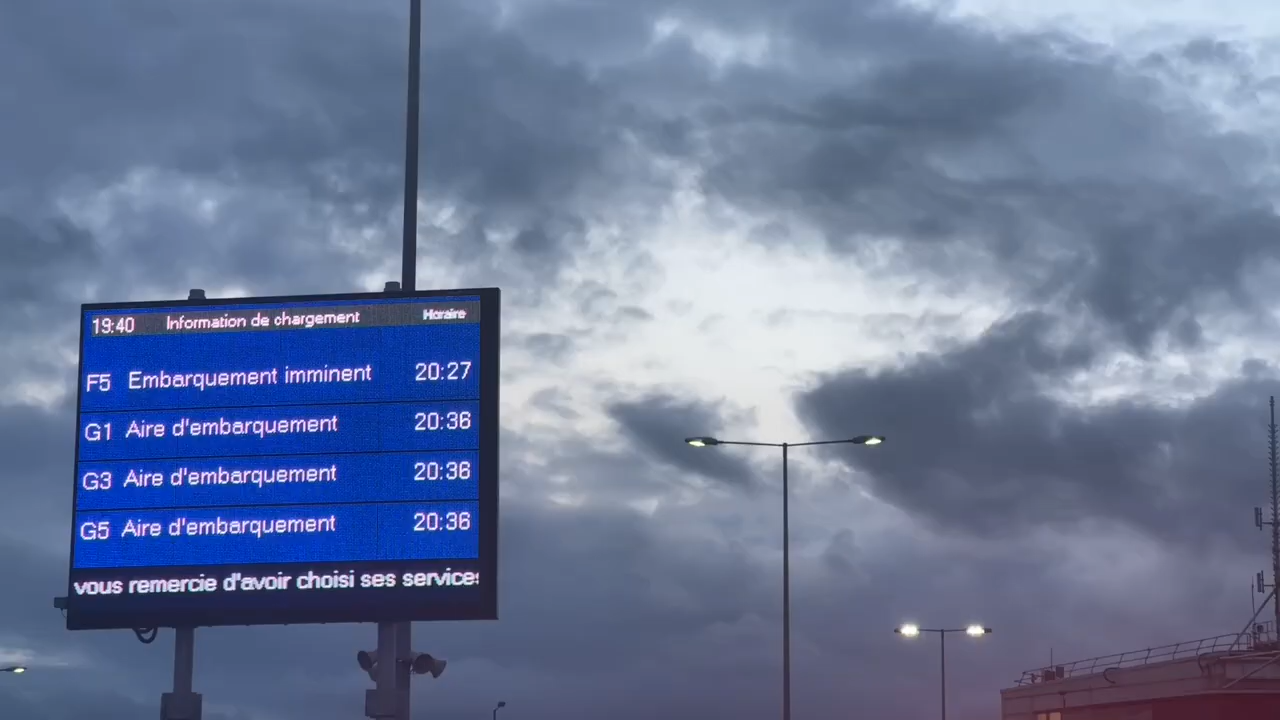 19:40 Information de chargement Horaire
F5 Embarquement imminent 20:27
G1 Aire d'embarquement 20:36
G3 Aire d'embarquement 20:36
G5 Aire d'embarquement 20:36
vous remercie d'avoir choisi ses services